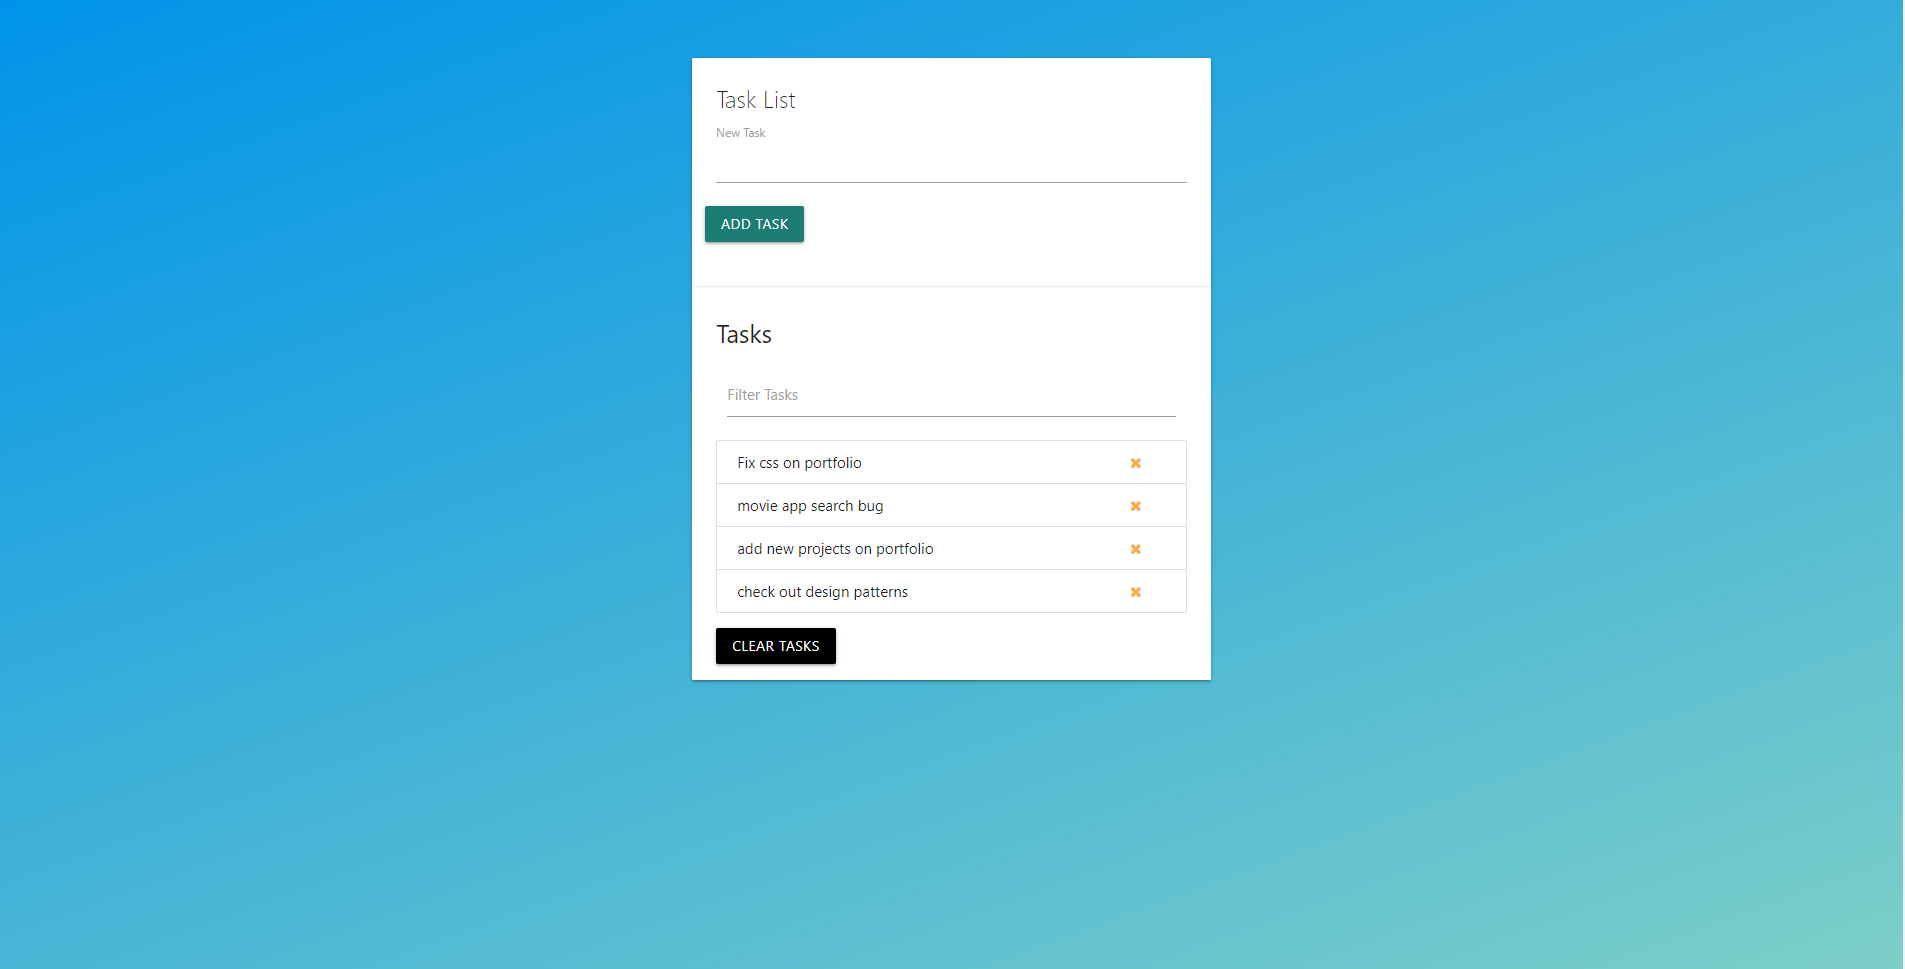 Task List
New Task
ADD TASK
Tasks
Filter Tasks
Fix css on portfolio
movie app search bug
add new projects on portfolio
check out design patterns
CLEAR TASKS